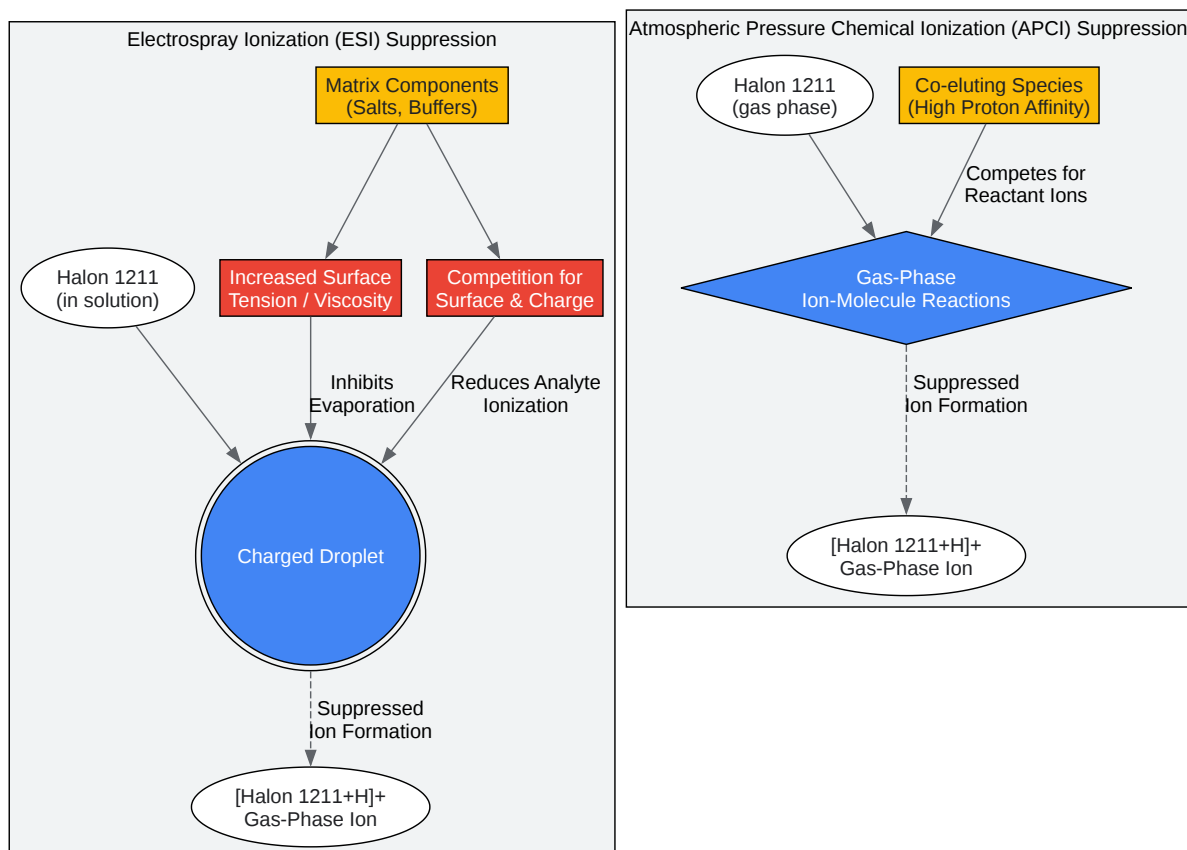 Electrospray Ionization (ESI) Suppression
Matrix Components
(Salts, Buffers)
Halon 1211
(in solution)
Increased Surface
Tension / Viscosity
Competition for
Surface & Charge
Inhibits
Evaporation
Reduces Analyte
Ionization
Charged Droplet
Suppressed
Ion Formation
[Halon 1211+H]+
Gas-Phase Ion
Atmospheric Pressure Chemical Ionization (APCI) Suppression
Halon 1211
(gas phase)
Co-eluting Species
(High Proton Affinity)
Competes for
Reactant Ions
Gas-Phase
Ion-Molecule Reactions
Suppressed
Ion Formation
[Halon 1211+H]+
Gas-Phase Ion